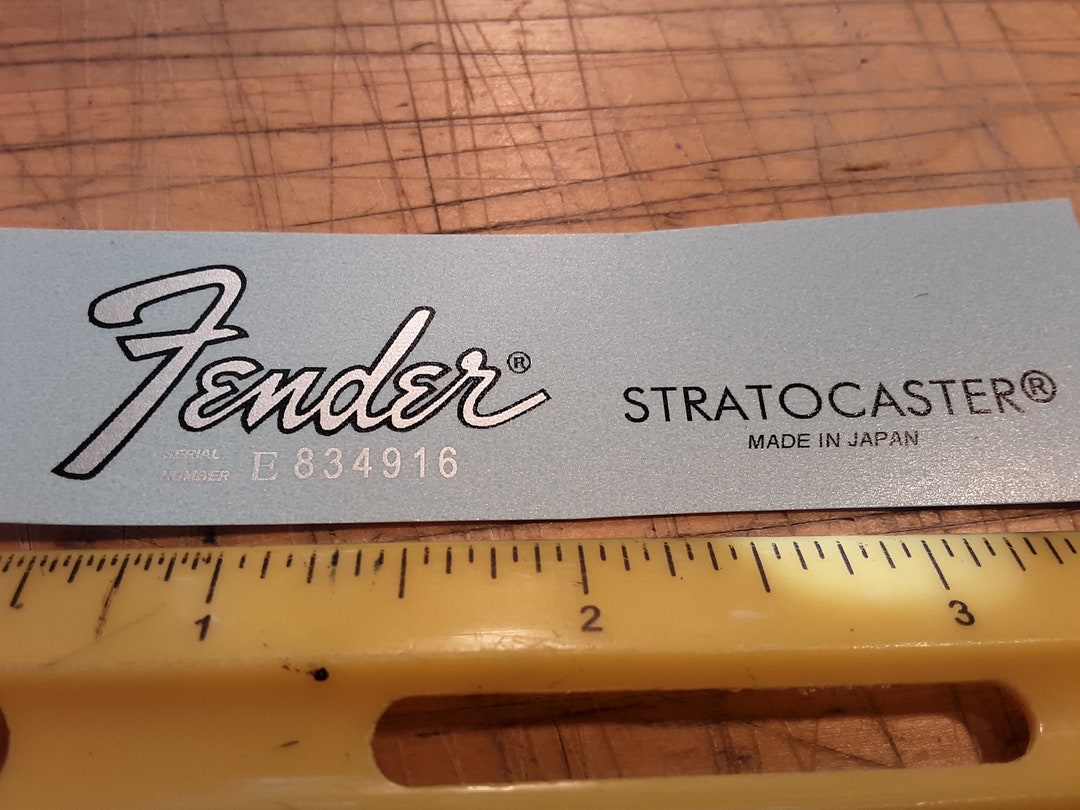 Fender®
SERIAL
NUMBER
E 834916
STRATOCASTER®
MADE IN JAPAN
1 2 3